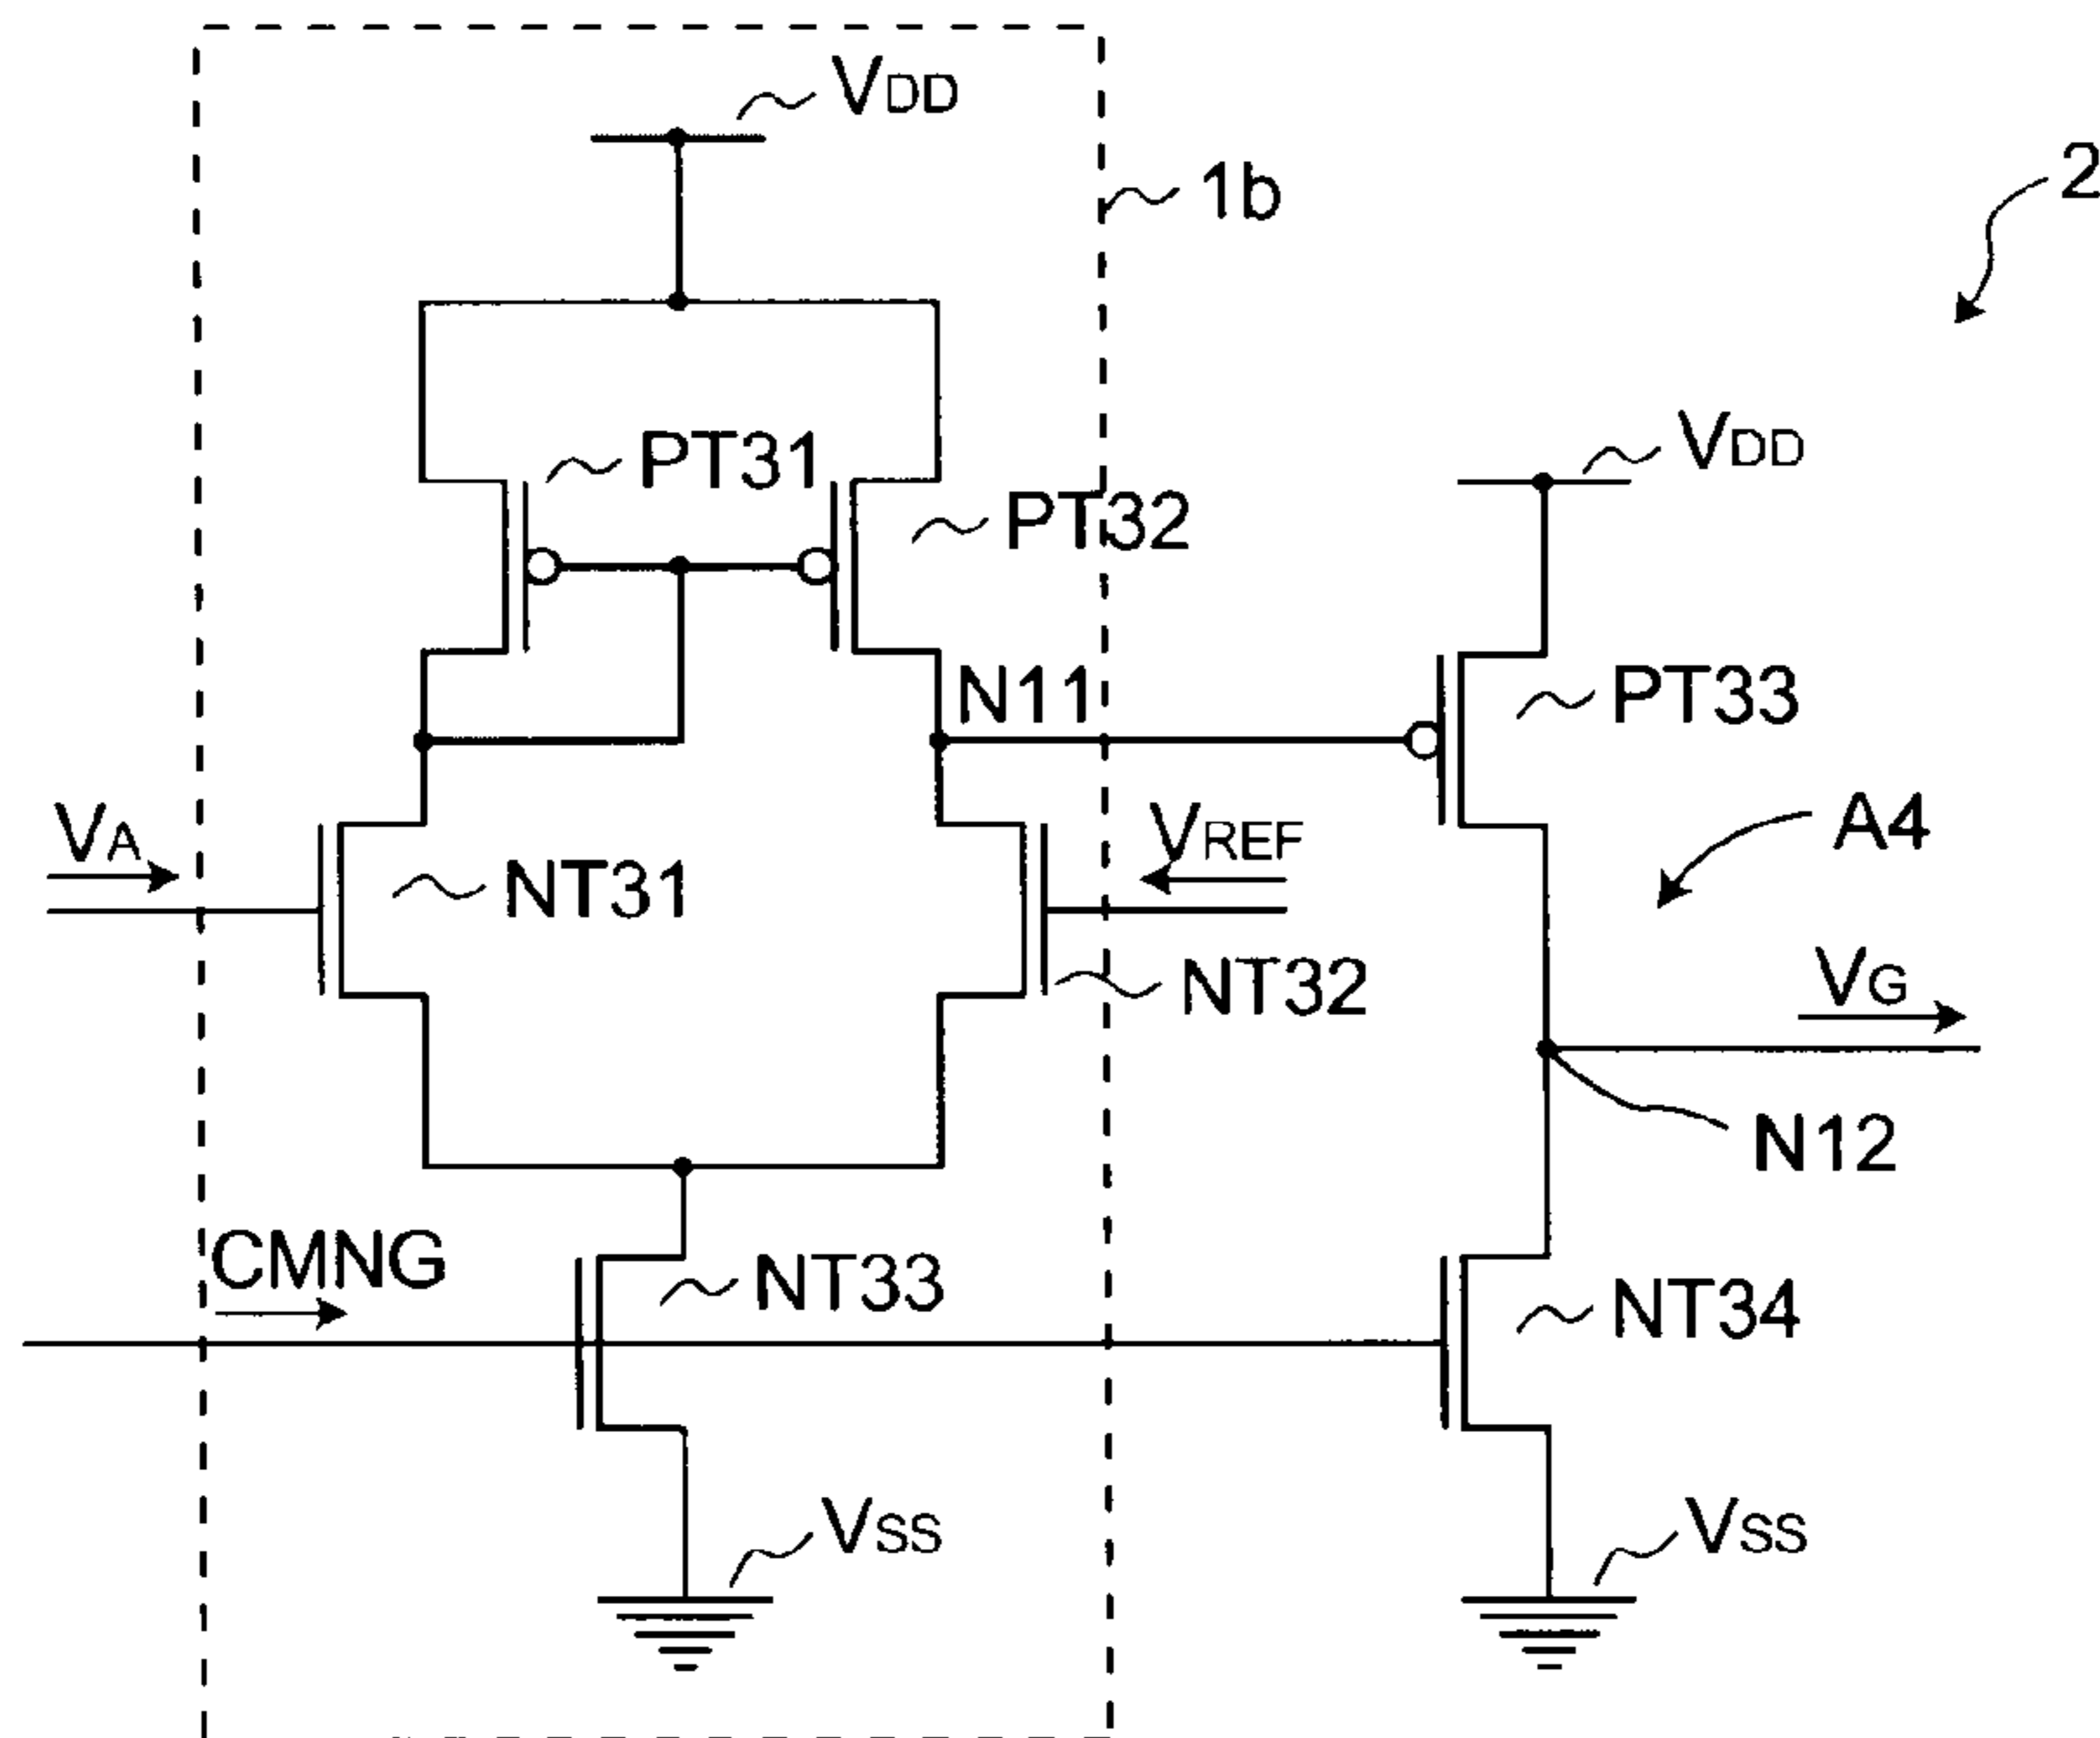 VDD
1b
2
PT31
PT32
VDD
N11
PT33
VA
NT31
VREF
A4
NT32
VG
N12
CMNG
NT33
NT34
VSS
VSS